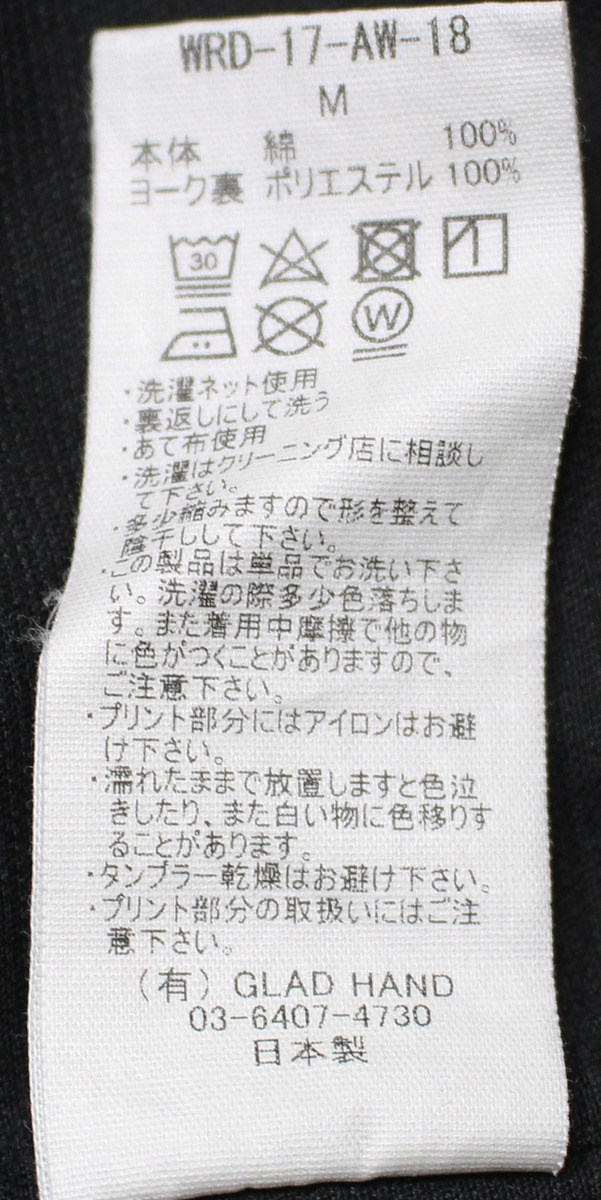 WRD-17-AW-18
M
本体 綿 100%
ヨーク裏 ポリエステル 100%
30
W
・洗濯ネット使用
・裏返しにして洗う
・あて布使用
・洗濯はクリーニング店に相談し
て下さい。
・多少縮みますので形を整えて
陰干しして下さい。
・この製品は単品でお洗い下さ
い。洗濯の際多少色落ちしま
す。また着用中摩擦で他の物
に色がつくことがありますので、
ご注意下さい。
・プリント部分にはアイロンはお避
け下さい。
・濡れたままで放置しますと色泣
きしたり、また白い物に色移りす
ることがあります。
・タンブラー乾燥はお避け下さい。
・プリント部分の取扱いにはご注
意下さい。
(有) GLAD HAND
03-6407-4730
日本製